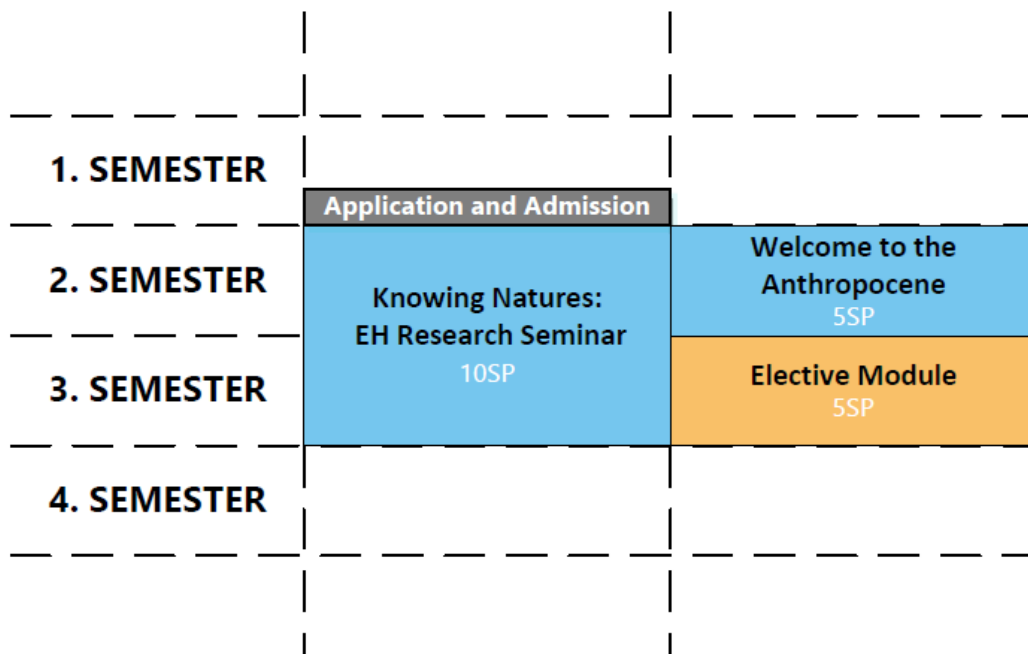 1. SEMESTER
Application and Admission
2. SEMESTER
Knowing Natures:
EH Research Seminar
10SP
Welcome to the
Anthropocene
5SP
3. SEMESTER
Elective Module
5SP
4. SEMESTER